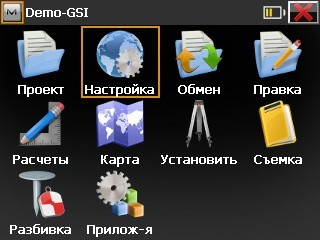 Demo-GSI
Проект Настройка Обмен Правка
Расчеты Карта Установить Съемка
Разбивка Прилож-я